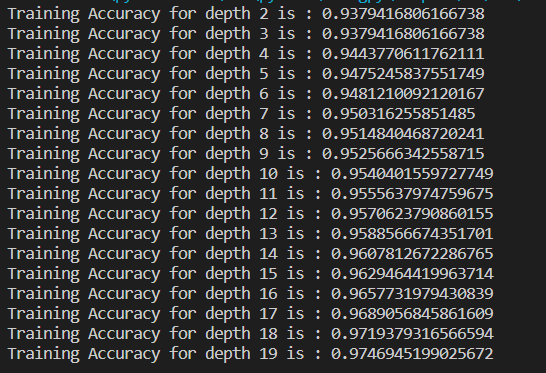 Training Accuracy for depth 2 is : 0.9379416806166738
Training Accuracy for depth 3 is : 0.9379416806166738
Training Accuracy for depth 4 is : 0.9443770611762111
Training Accuracy for depth 5 is : 0.9475245837551749
Training Accuracy for depth 6 is : 0.9481210092120167
Training Accuracy for depth 7 is : 0.950316255851485
Training Accuracy for depth 8 is : 0.9514840468720241
Training Accuracy for depth 9 is : 0.9525666342558715
Training Accuracy for depth 10 is : 0.9540401559727749
Training Accuracy for depth 11 is : 0.9555637974759675
Training Accuracy for depth 12 is : 0.9570623790860155
Training Accuracy for depth 13 is : 0.9588566674351701
Training Accuracy for depth 14 is : 0.9607812672286765
Training Accuracy for depth 15 is : 0.9629464419963714
Training Accuracy for depth 16 is : 0.9657731979430839
Training Accuracy for depth 17 is : 0.9689056845861609
Training Accuracy for depth 18 is : 0.9719379316566594
Training Accuracy for depth 19 is : 0.9746945199025672